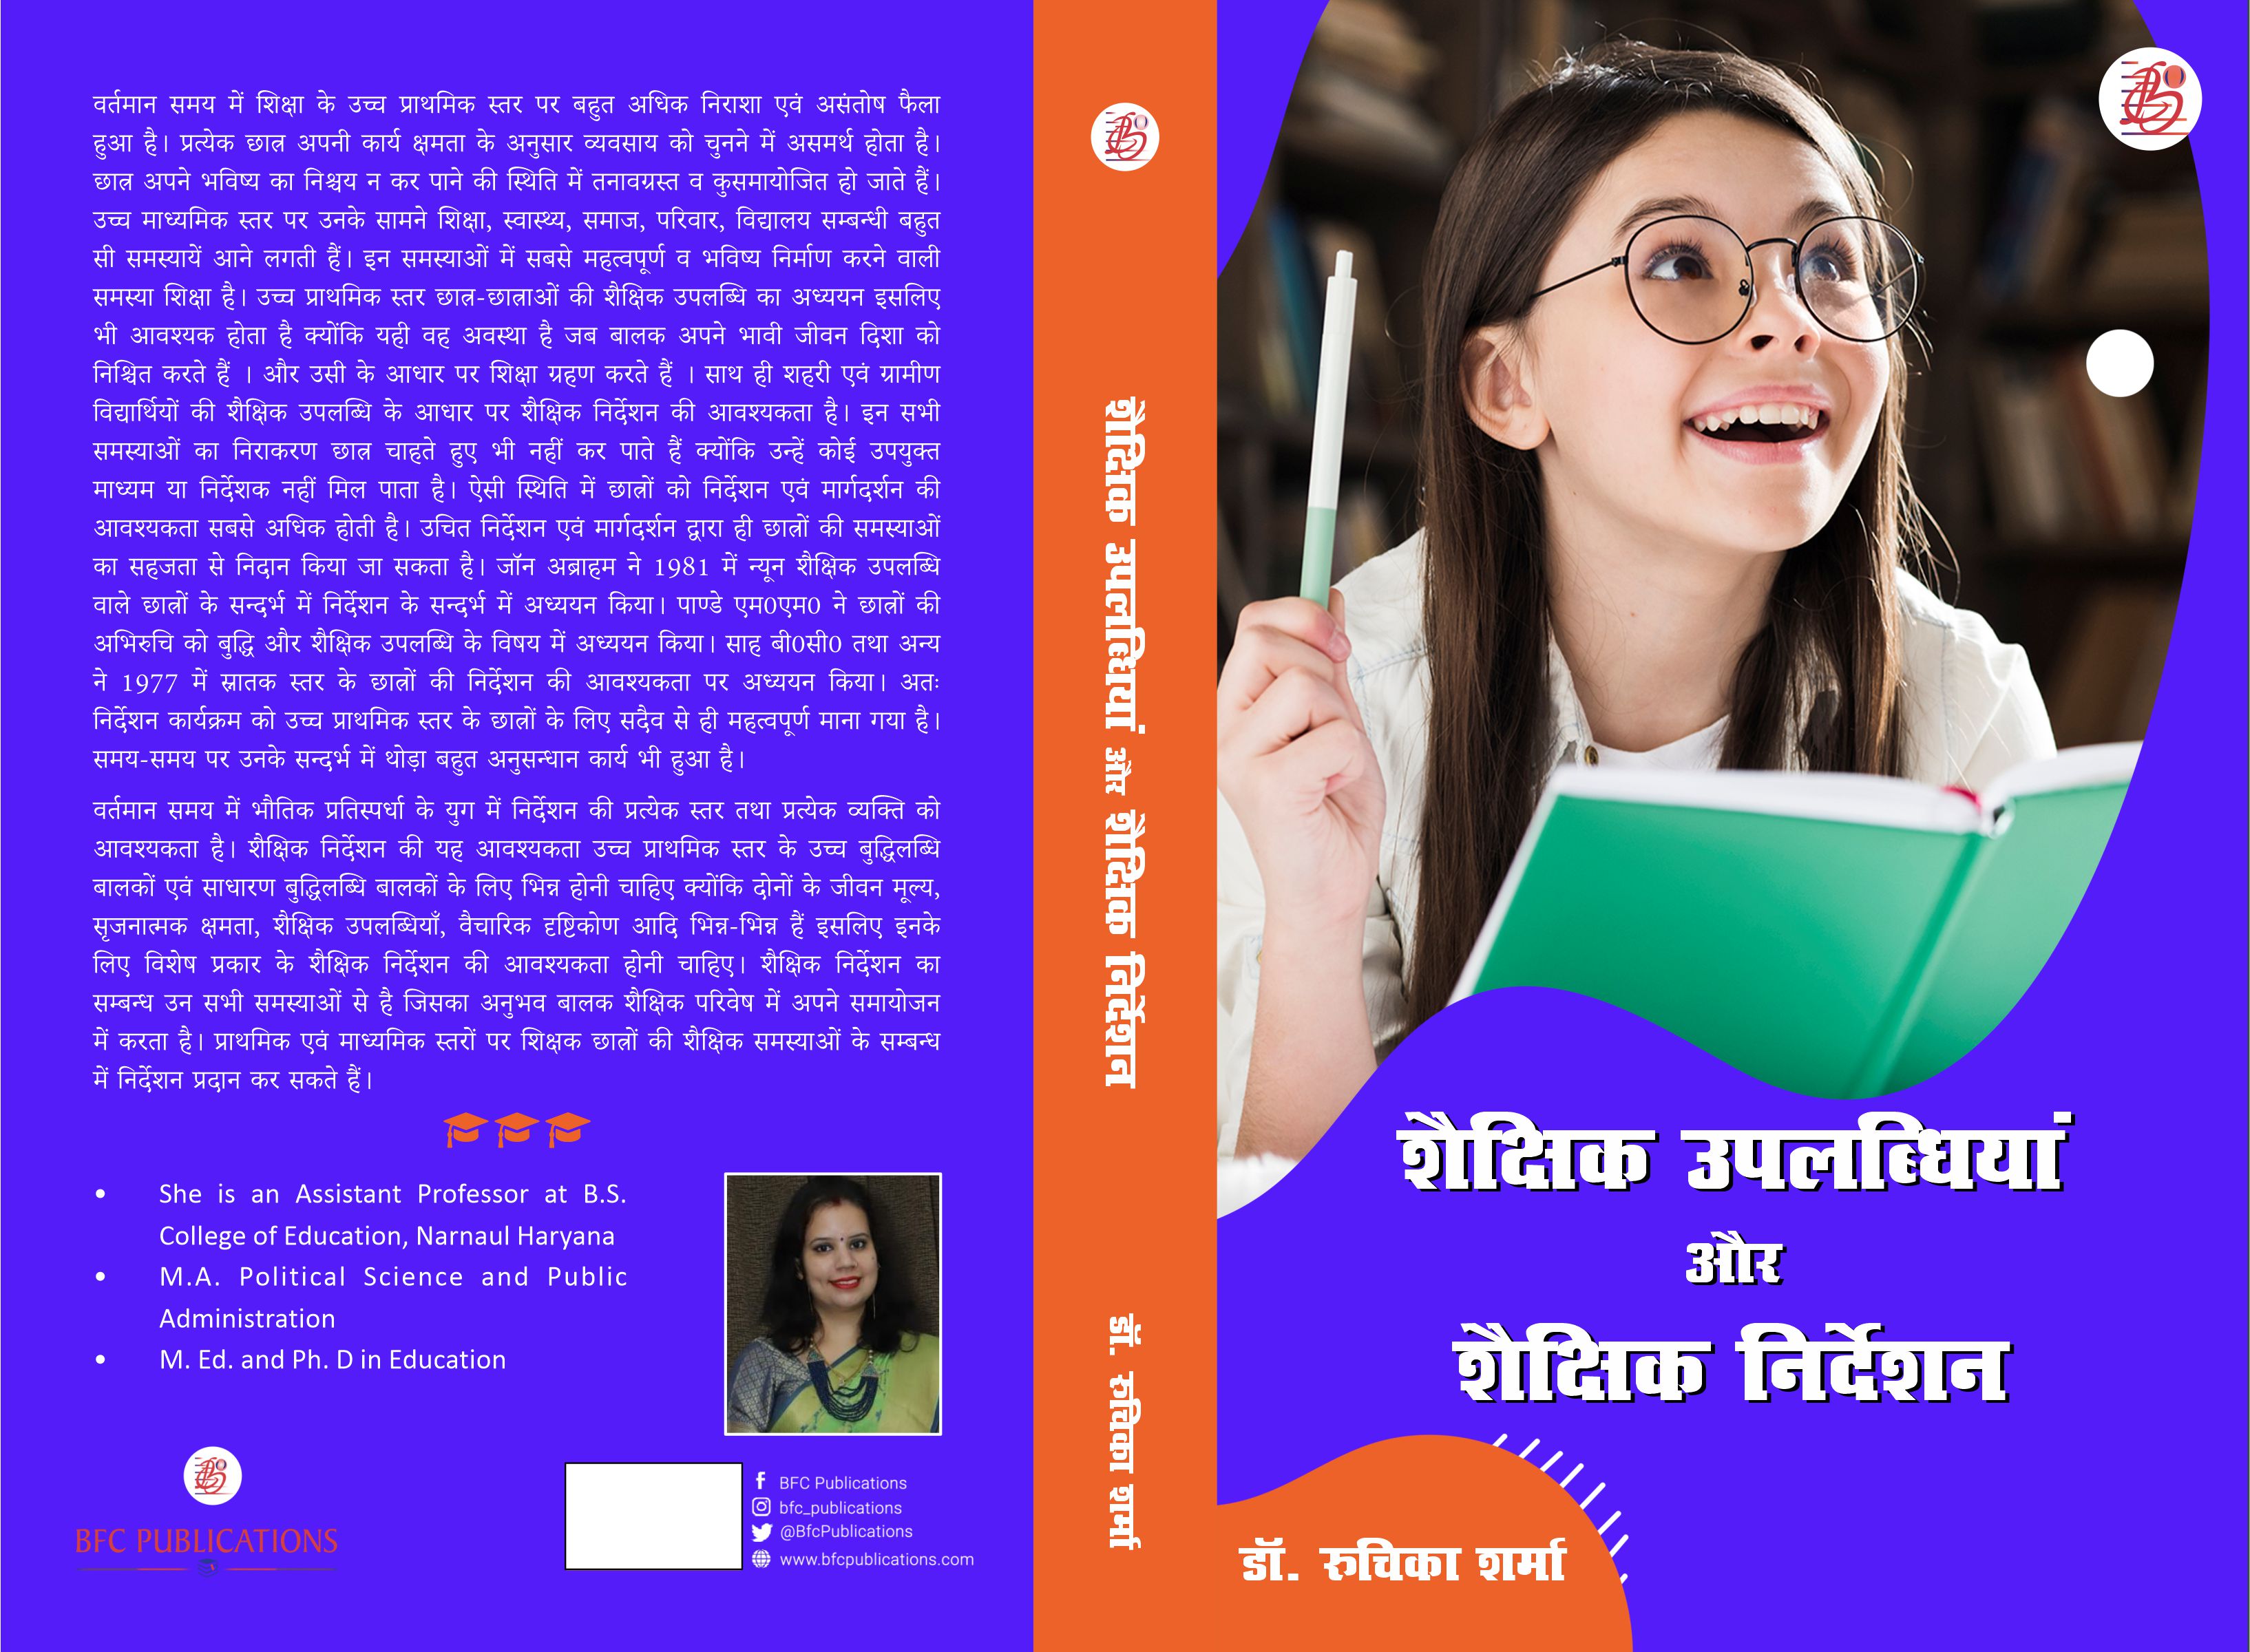 वर्तमान समय में शिक्षा के उच्च प्राथमिक स्तर पर बहुत अधिक निराशा एवं असंतोष फैला
हुआ है। प्रत्येक छात्र अपनी कार्य क्षमता के अनुसार व्यवसाय को चुनने में असमर्थ होता है।
छात्र अपने भविष्य का निश्चय न कर पाने की स्थिति में तनावग्रस्त व कुसमायोजित हो जाते हैं।
उच्च माध्यमिक स्तर पर उनके सामने शिक्षा, स्वास्थ्य, समाज, परिवार, विद्यालय सम्बन्धी बहुत
सी समस्यायें आने लगती हैं। इन समस्याओं में सबसे महत्वपूर्ण व भविष्य निर्माण करने वाली
समस्या शिक्षा है। उच्च प्राथमिक स्तर छात्र-छात्राओं की शैक्षिक उपलब्धि का अध्ययन इसलिए
भी आवश्यक होता है क्योंकि यही वह अवस्था है जब बालक अपने भावी जीवन दिशा को
निश्चित करते हैं । और उसी के आधार पर शिक्षा ग्रहण करते हैं । साथ ही शहरी एवं ग्रामीण
विद्यार्थियों की शैक्षिक उपलब्धि के आधार पर शैक्षिक निर्देशन की आवश्यकता है। इन सभी
समस्याओं का निराकरण छात्र चाहते हुए भी नहीं कर पाते हैं क्योंकि उन्हें कोई उपयुक्त
माध्यम या निर्देशक नहीं मिल पाता है। ऐसी स्थिति में छात्रों को निर्देशन एवं मार्गदर्शन की
आवश्यकता सबसे अधिक होती है। उचित निर्देशन एवं मार्गदर्शन द्वारा ही छात्रों की समस्याओं
का सहजता से निदान किया जा सकता है। जॉन अब्राहम ने 1981 में न्यून शैक्षिक उपलब्धि
वाले छात्रों के सन्दर्भ में निर्देशन के सन्दर्भ में अध्ययन किया। पाण्डे एम0एम0 ने छात्रों की
अभिरुचि को बुद्धि और शैक्षिक उपलब्धि के विषय में अध्ययन किया। साह बी0सी0 तथा अन्य
ने 1977 में स्नातक स्तर के छात्रों की निर्देशन की आवश्यकता पर अध्ययन किया। अतः
निर्देशन कार्यक्रम को उच्च प्राथमिक स्तर के छात्रों के लिए सदैव से ही महत्वपूर्ण माना गया है।
समय-समय पर उनके सन्दर्भ में थोड़ा बहुत अनुसन्धान कार्य भी हुआ है।
वर्तमान समय में भौतिक प्रतिस्पर्धा के युग में निर्देशन की प्रत्येक स्तर तथा प्रत्येक व्यक्ति को
आवश्यकता है। शैक्षिक निर्देशन की यह आवश्यकता उच्च प्राथमिक स्तर के उच्च बुद्धिलब्धि
बालकों एवं साधारण बुद्धिलब्धि बालकों के लिए भिन्न होनी चाहिए क्योंकि दोनों के जीवन मूल्य,
सृजनात्मक क्षमता, शैक्षिक उपलब्धियाँ, वैचारिक दृष्टिकोण आदि भिन्न-भिन्न हैं इसलिए इनके
लिए विशेष प्रकार के शैक्षिक निर्देशन की आवश्यकता होनी चाहिए। शैक्षिक निर्देशन का
सम्बन्ध उन सभी समस्याओं से है जिसका अनुभव बालक शैक्षिक परिवेष में अपने समायोजन
में करता है। प्राथमिक एवं माध्यमिक स्तरों पर शिक्षक छात्रों की शैक्षिक समस्याओं के सम्बन्ध
में निर्देशन प्रदान कर सकते हैं।
• She is an Assistant Professor at B.S.
College of Education, Narnaul Haryana
• M.A. Political Science and Public
Administration
• M. Ed. and Ph. D in Education
BFC PUBLICATIONS
BFC Publications
bfc_publications
@BfcPublications
www.bfcpublications.com
शैक्षिक उपलब्धियां और शैक्षिक निर्देशन
डॉ. रुचिका शर्मा
शैक्षिक उपलब्धियां
और
शैक्षिक निर्देशन
डॉ. रुचिका शर्मा